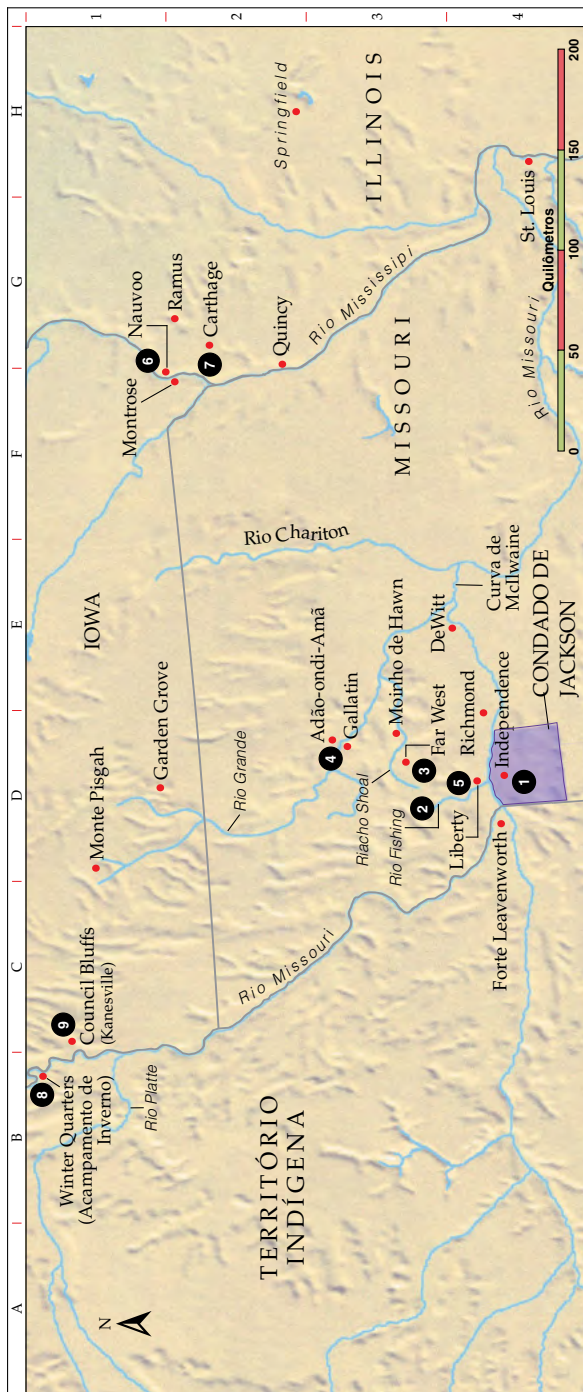 A
B
C
D
E
F
G
H
1
2
3
4
N
8
Winter Quarters
(Acampamento de
Inverno)
9
Council Bluffs
(Kanesville)
Rio Platte
Monte Pisgah
Garden Grove
IOWA
Montrose
6
Nauvoo
Ramus
7
Carthage
Quincy
Springfield
ILLINOIS
Rio Mississipi
MISSOURI
Rio Chariton
Rio Grande
4
Adão-ondi-Amã
Gallatin
Riacho Shoal
Moinho de Hawn
3
Far West
2
Rio Fishing
5
Liberty
Richmond
DeWitt
Curva de
McIlwaine
1
Independence
CONDADO DE
JACKSON
Forte Leavenworth
Rio Missouri
TERRITÓRIO
INDÍGENA
Rio Missouri
St. Louis
Quilômetros
0
50
100
150
200